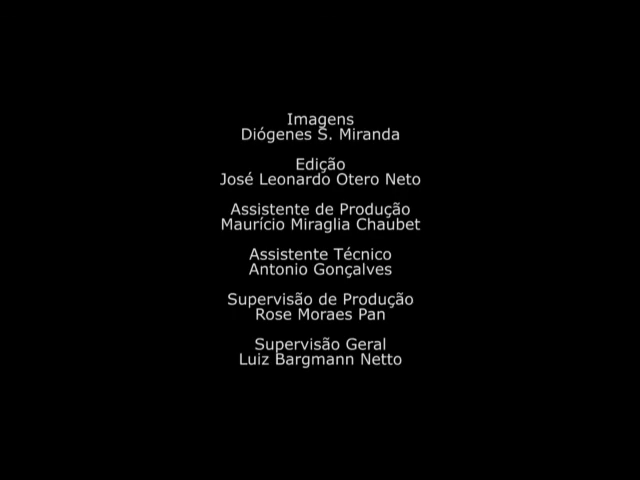 Imagens
Diógenes S. Miranda
Edição
José Leonardo Otero Neto
Assistente de Produção
Maurício Miraglia Chaubet
Assistente Técnico
Antonio Gonçalves
Supervisão de Produção
Rose Moraes Pan
Supervisão Geral
Luiz Bargmann Netto